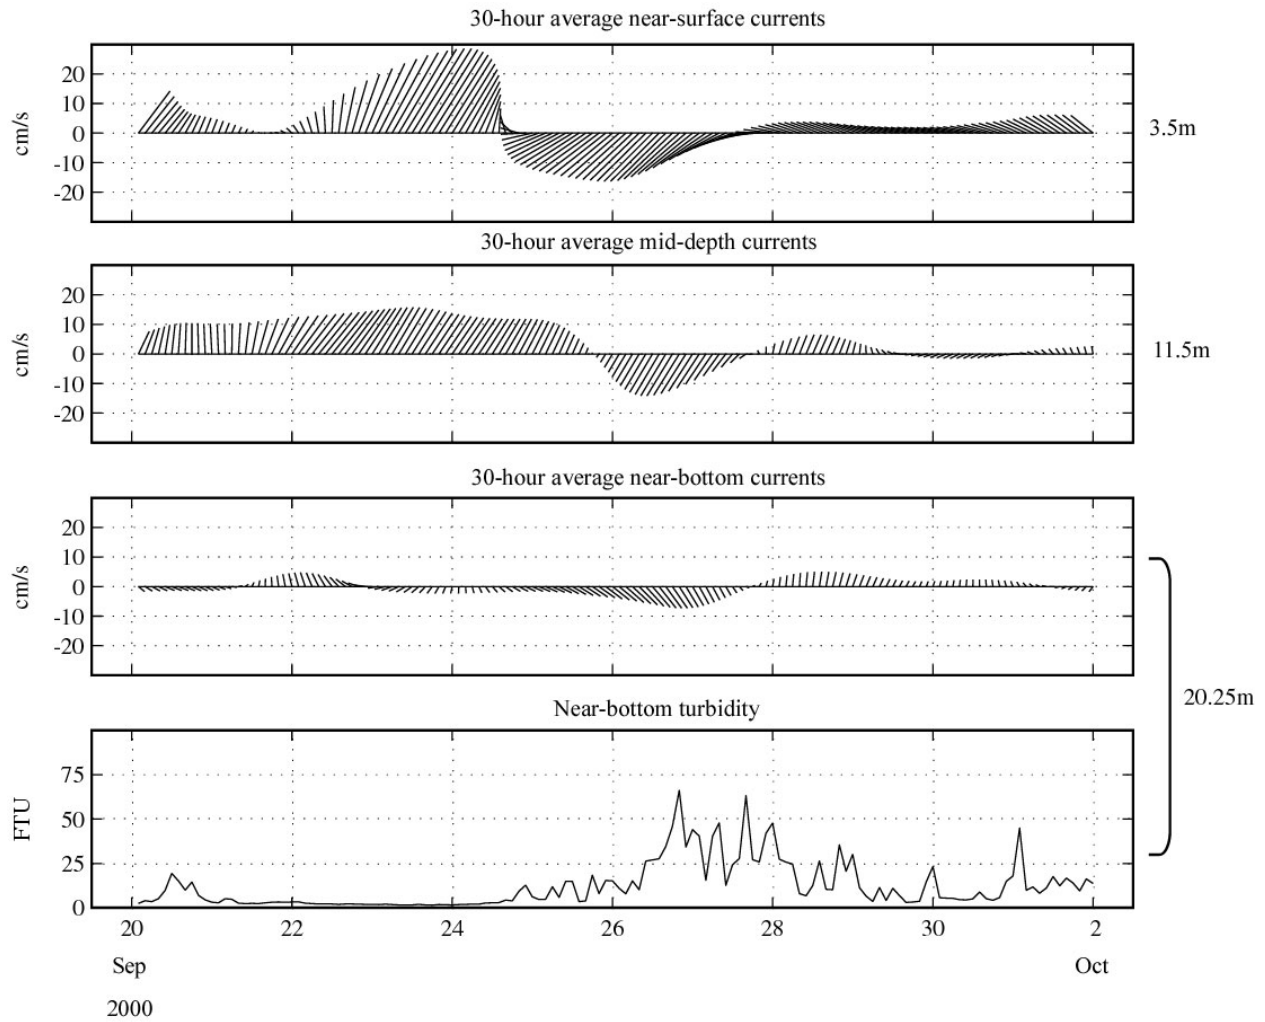 30-hour average near-surface currents
20
10
0
-10
-20
cm/s
3.5m
30-hour average mid-depth currents
20
10
0
-10
-20
cm/s
11.5m
30-hour average near-bottom currents
20
10
0
-10
-20
cm/s
20.25m
Near-bottom turbidity
75
50
25
0
FTU
20 22 24 26 28 30 2
Sep Oct
2000